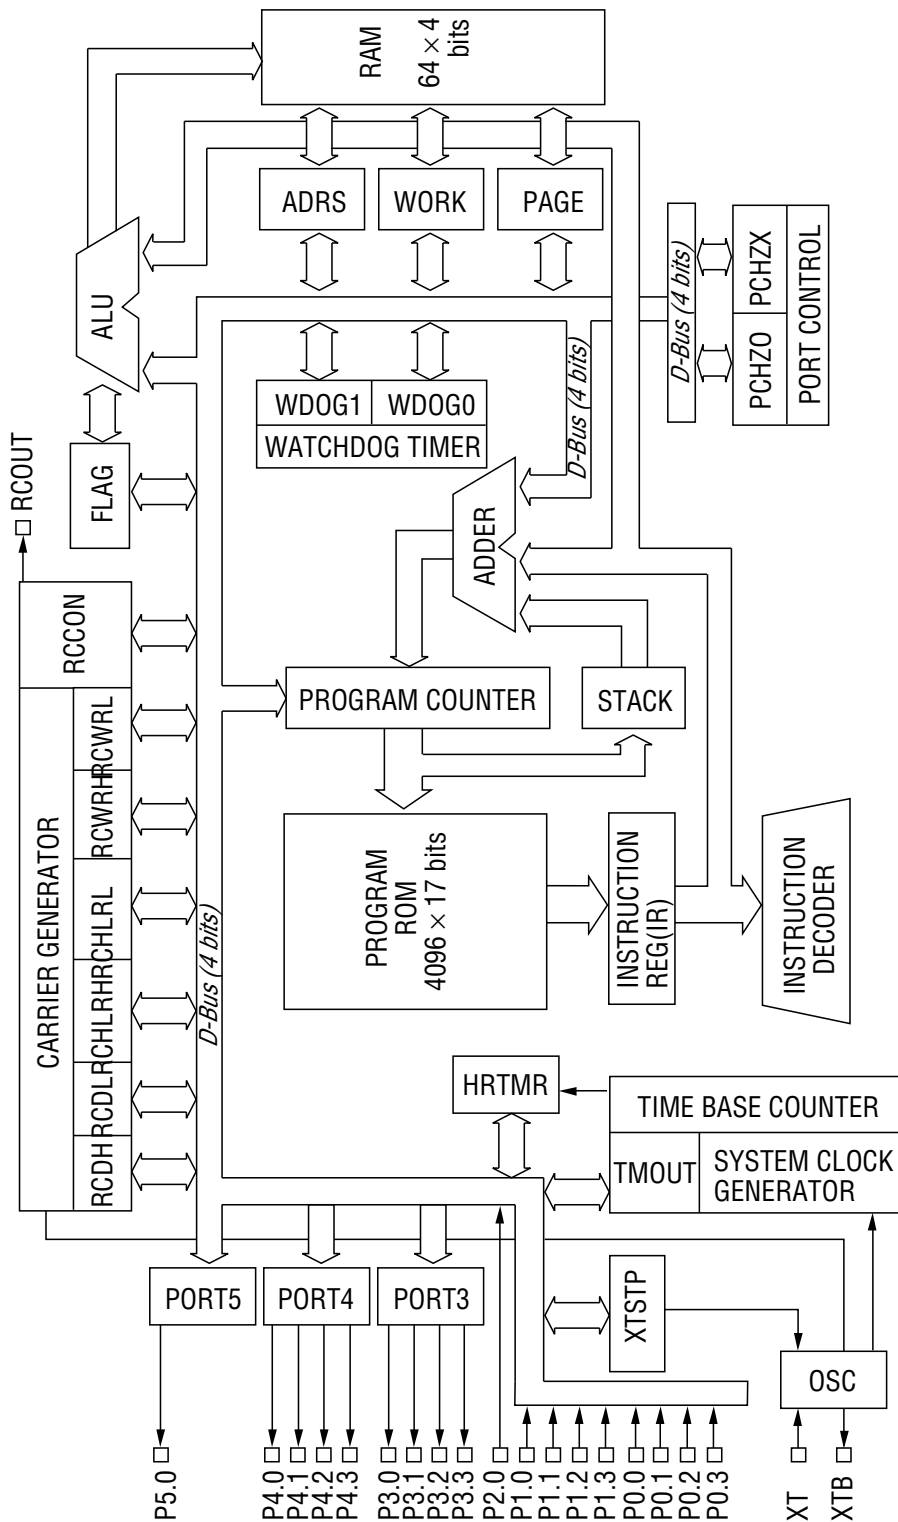 RAM
64 × 4
bits
ADRS
WORK
PAGE
ALU
D-Bus (4 bits)
PCHZO
PCHZX
PORT CONTROL
WDOG1
WDOG0
WATCHDOG TIMER
D-Bus (4 bits)
RCOUT
FLAG
ADDER
RCCON
CARRIER GENERATOR
RCDH
RCDLR
RCHLRH
RCHLRL
RCWRH
RCWRL
PROGRAM COUNTER
STACK
D-Bus (4 bits)
PROGRAM
ROM
4096 × 17 bits
INSTRUCTION
REG(IR)
INSTRUCTION
DECODER
HRTMR
TIME BASE COUNTER
TMOUT
SYSTEM CLOCK
GENERATOR
PORT5
PORT4
PORT3
XTSTP
OSC
P5.0
P4.0
P4.1
P4.2
P4.3
P3.0
P3.1
P3.2
P3.3
P2.0
P1.0
P1.1
P1.2
P1.3
P0.0
P0.1
P0.2
P0.3
XT
XTB